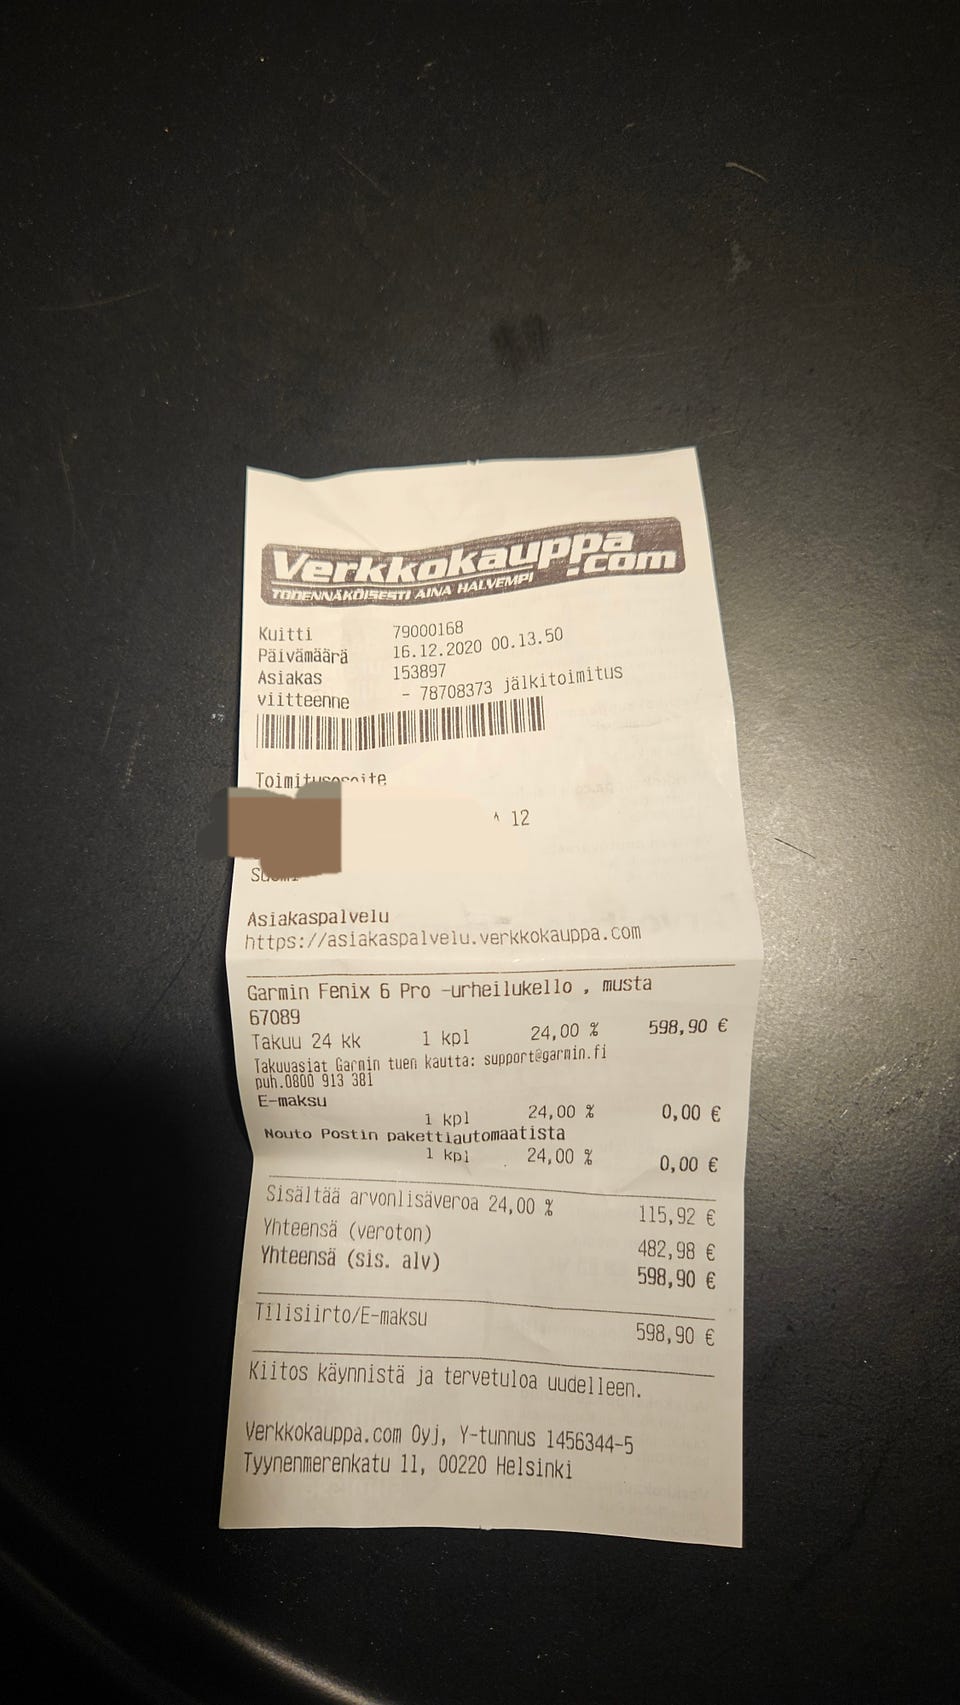 Verkkokauppa
.com
TODENNÄKÖISESTI AINA HALVEMPI
Kuitti 79000168
Päivämäärä 16.12.2020 00.13.50
Asiakas 153897
viitteenne - 78708373 jälkitoimitus
Toimitusosoite
12
Suomi
Asiakaspalvelu
https://asiakaspalvelu.verkkokauppa.com
Garmin Fenix 6 Pro -urheilukello , musta
67089
Takuu 24 kk 1 kpl 24,00 % 598,90 €
Takuuasiat Garmin tuen kautta: support@garmin.fi
puh.0800 913 381
E-maksu
1 kpl 24,00 % 0,00 €
Nouto Postin pakettiautomaatista
1 kpl 24,00 % 0,00 €
Sisältää arvonlisäveroa 24,00 % 115,92 €
Yhteensä (veroton) 482,98 €
Yhteensä (sis. alv) 598,90 €
Tilisiirto/E-maksu 598,90 €
Kiitos käynnistä ja tervetuloa uudelleen.
Verkkokauppa.com Oyj, Y-tunnus 1456344-5
Tyynenmerenkatu 11, 00220 Helsinki